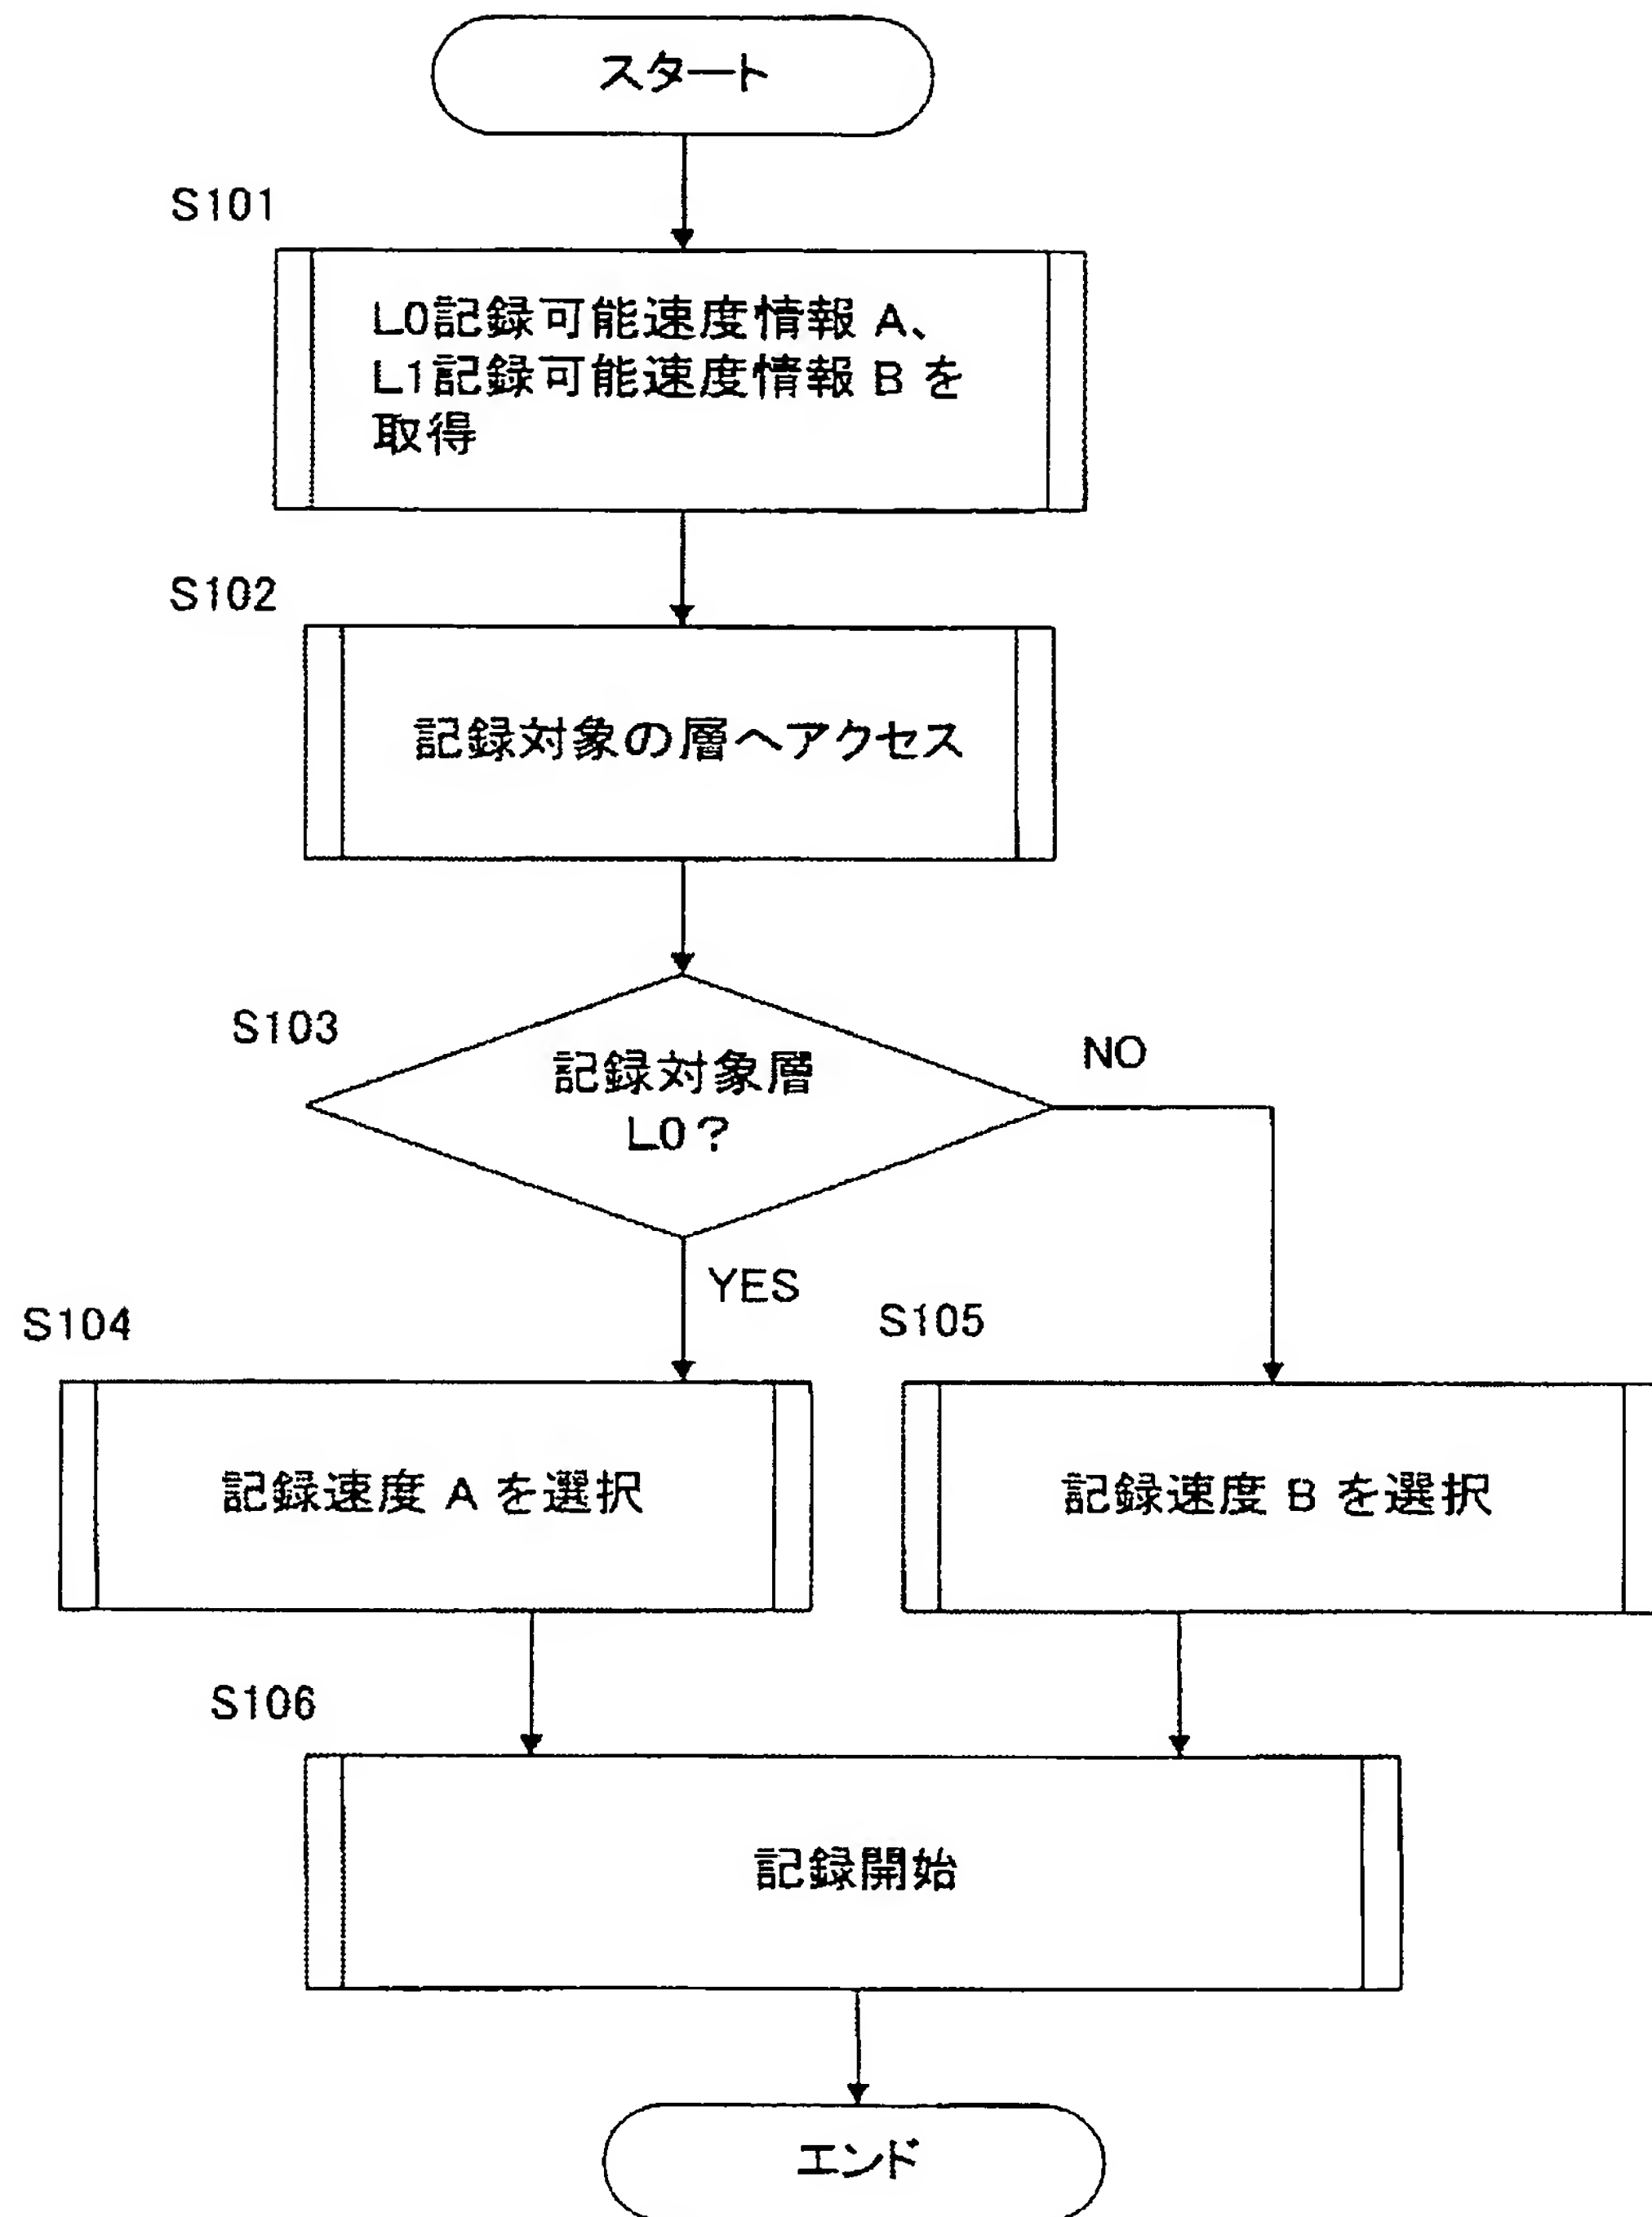 スタート
S101
L0記録可能速度情報 A、
L1記録可能速度情報 B を
取得
S102
記録対象の層へアクセス
S103
記録対象層
L0？
NO
YES
S104
S105
記録速度 A を選択
記録速度 B を選択
S106
記録開始
エンド